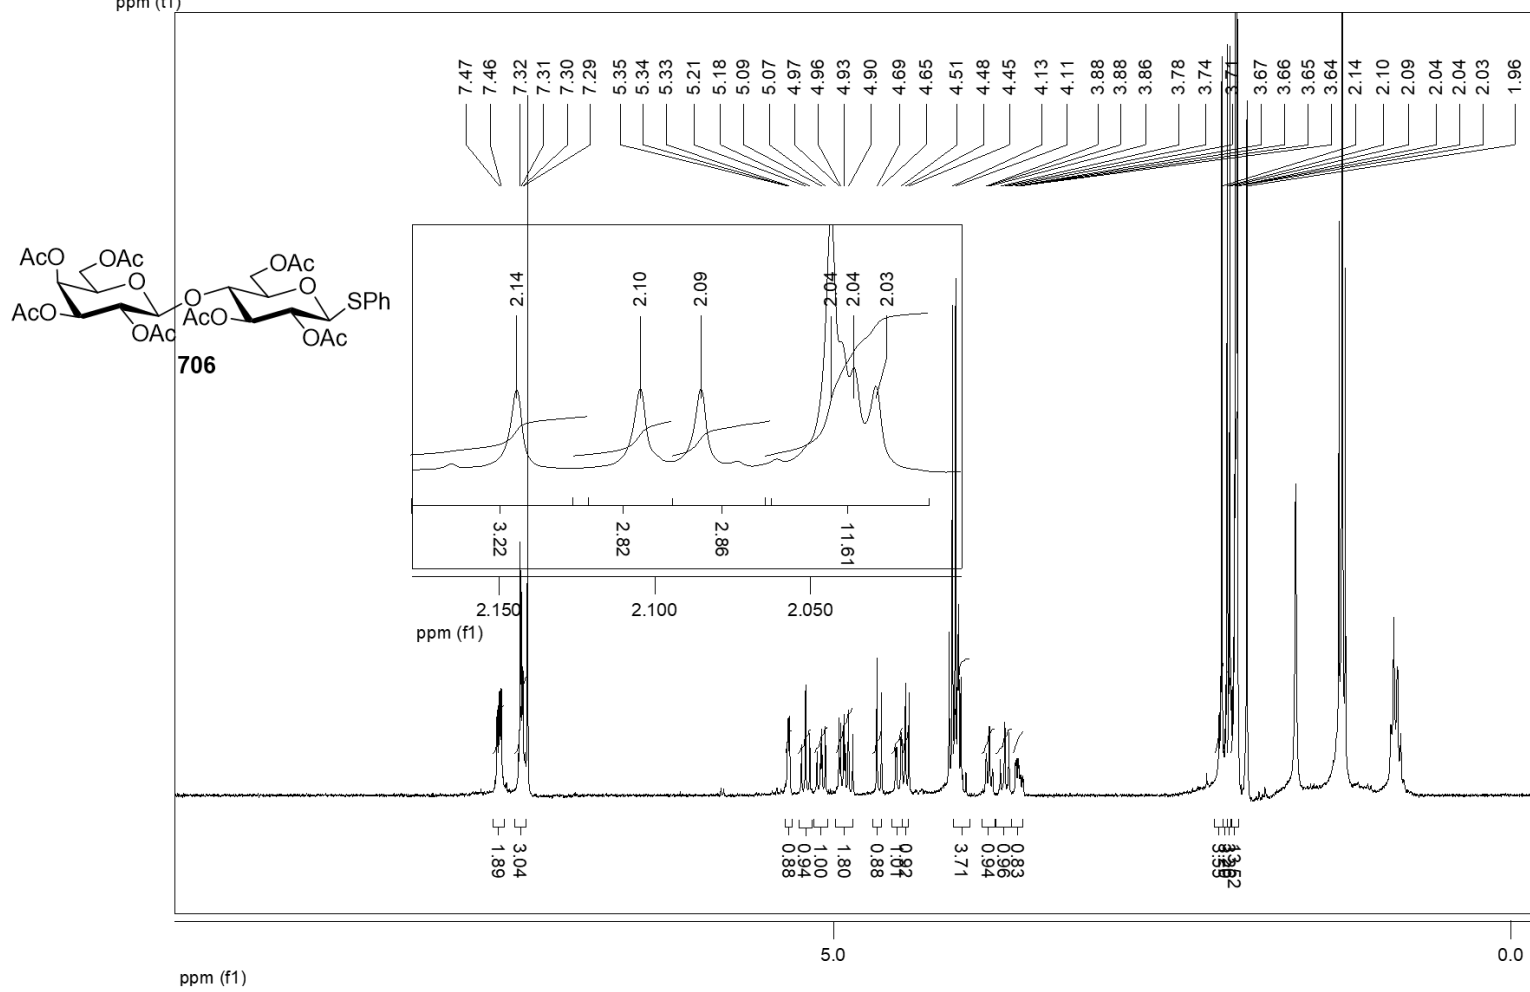 ppm (t1)
7.47 7.46 7.32 7.31 7.30 7.29 5.35 5.34 5.33 5.21 5.18 5.09 5.07 4.97 4.96 4.93 4.90 4.69 4.65 4.51 4.48 4.45 4.13 4.11 3.88 3.88 3.86 3.78 3.74 3.71 3.67 3.66 3.65 3.64 2.14 2.10 2.09 2.04 2.04 2.03 1.96
AcO OAc OAc
O O
AcO O SPh
OAc AcO OAc
706
2.14 2.10 2.09 2.04 2.04 2.03
3.22 2.82 2.86 11.61
2.150 2.100 2.050
ppm (f1)
1.89 3.04 0.88 0.94 1.00 1.80 0.88 1.01 0.92 3.71 0.94 0.96 0.83
5.0 0.0
ppm (f1)